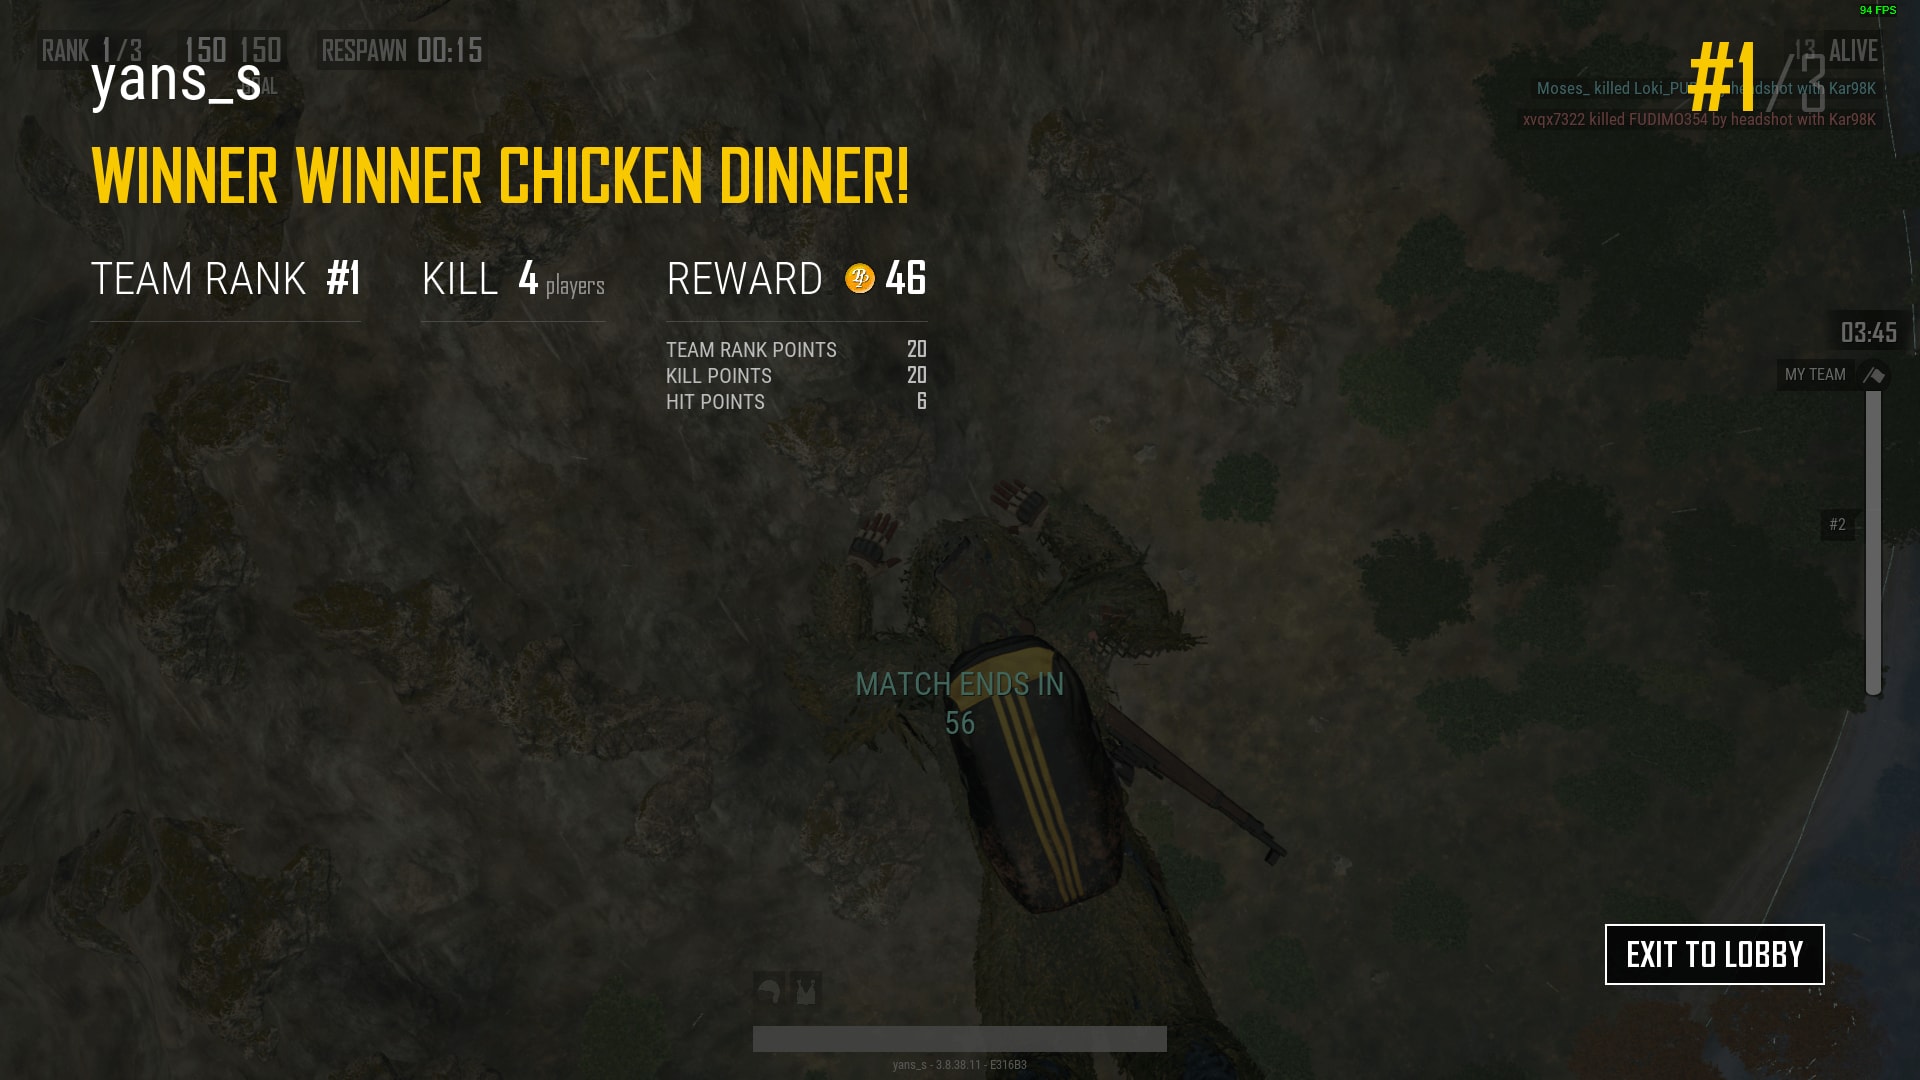 94 FPS
RANK 1/3 150 150 RESPAWN 00:15
13 ALIVE
yans_s
#1/3
Moses_ killed Loki_PU headshot with Kar98K
xvqx7322 killed FUDIMO354 by headshot with Kar98K
WINNER WINNER CHICKEN DINNER!
TEAM RANK #1 KILL 4 players REWARD 46
TEAM RANK POINTS 20
KILL POINTS 20
HIT POINTS 6
03:45
MY TEAM
#2
MATCH ENDS IN
56
EXIT TO LOBBY
yans_s - 3.8.38.11 - E316B3